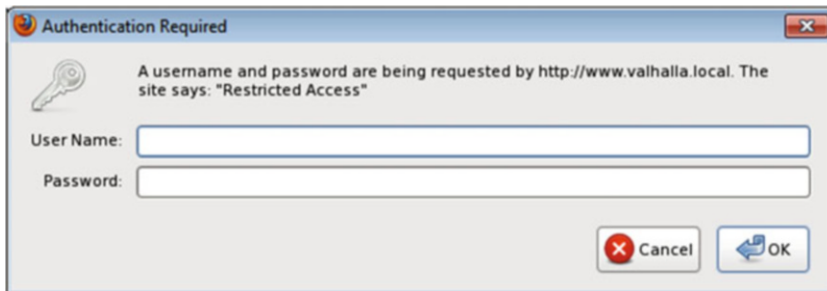 Authentication Required
A username and password are being requested by http://www.valhalla.local. The
site says: "Restricted Access"
User Name:
Password:
Cancel
OK